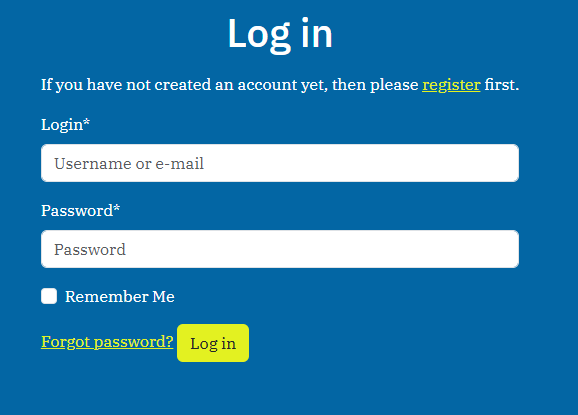 Log in
If you have not created an account yet, then please register first.
Login*
Username or e-mail
Password*
Password
Remember Me
Forgot password? Log in